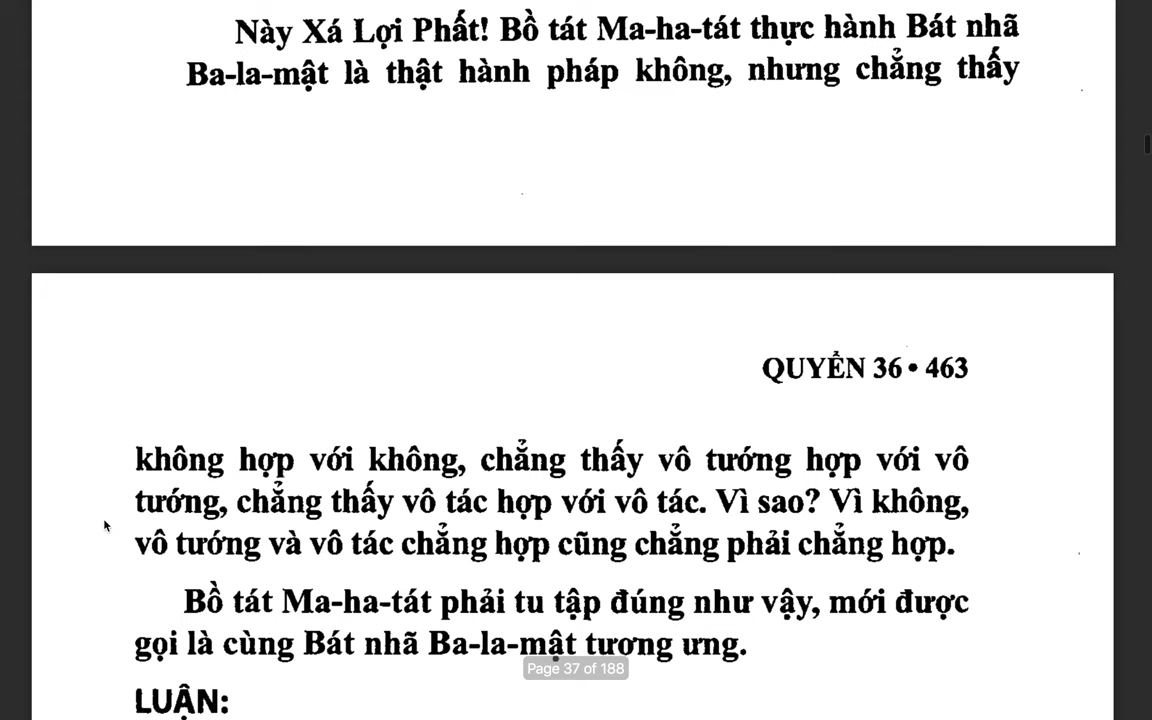 Này Xá Lợi Phất! Bồ tát Ma-ha-tát thực hành Bát nhã
Ba-la-mật là thật hành pháp không, nhưng chẳng thấy
QUYỂN 36 • 463
không hợp với không, chẳng thấy vô tướng hợp với vô
tướng, chẳng thấy vô tác hợp với vô tác. Vì sao? Vì không,
vô tướng và vô tác chẳng hợp cũng chẳng phải chẳng hợp.
Bồ tát Ma-ha-tát phải tu tập đúng như vậy, mới được
gọi là cùng Bát nhã Ba-la-mật tương ưng.
Page 37 of 188
LUẬN: